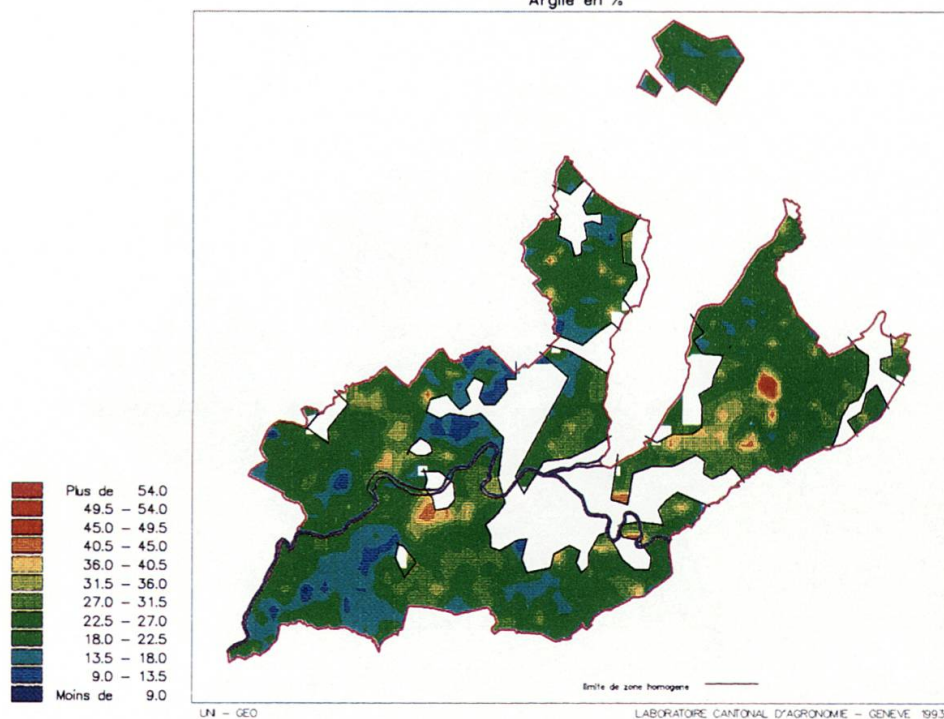 Argile en %
Plus de 54.0
49.5 - 54.0
45.0 - 49.5
40.5 - 45.0
36.0 - 40.5
31.5 - 36.0
27.0 - 31.5
22.5 - 27.0
18.0 - 22.5
13.5 - 18.0
9.0 - 13.5
Moins de 9.0
limite de zone homogene
UNI - GEO
LABORATOIRE CANTONAL D'AGRONOMIE - GENEVE 1993